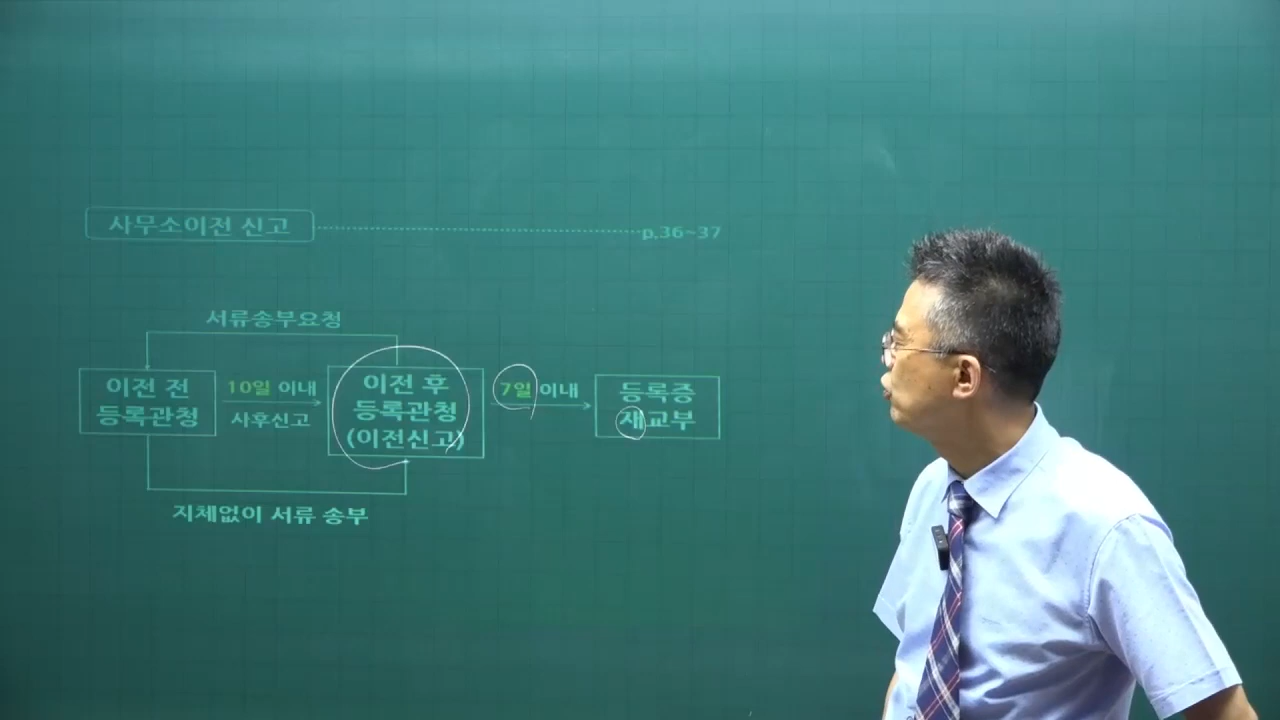 사무소이전 신고
p.36~37
서류송부요청
이전 전
등록관청
10일 이내
사후신고
이전 후
등록관청
(이전신고)
7일 이내
등록증
재교부
지체없이 서류 송부